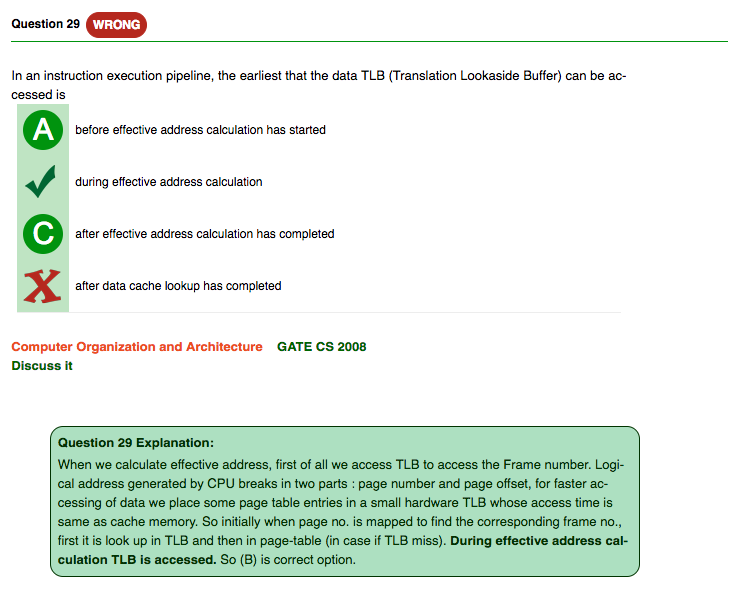 Question 29 WRONG
In an instruction execution pipeline, the earliest that the data TLB (Translation Lookaside Buffer) can be ac-
cessed is
A before effective address calculation has started
during effective address calculation
C after effective address calculation has completed
X after data cache lookup has completed
Computer Organization and Architecture GATE CS 2008
Discuss it
Question 29 Explanation:
When we calculate effective address, first of all we access TLB to access the Frame number. Logi-
cal address generated by CPU breaks in two parts : page number and page offset, for faster ac-
cessing of data we place some page table entries in a small hardware TLB whose access time is
same as cache memory. So initially when page no. is mapped to find the corresponding frame no.,
first it is look up in TLB and then in page-table (in case if TLB miss). During effective address cal-
culation TLB is accessed. So (B) is correct option.